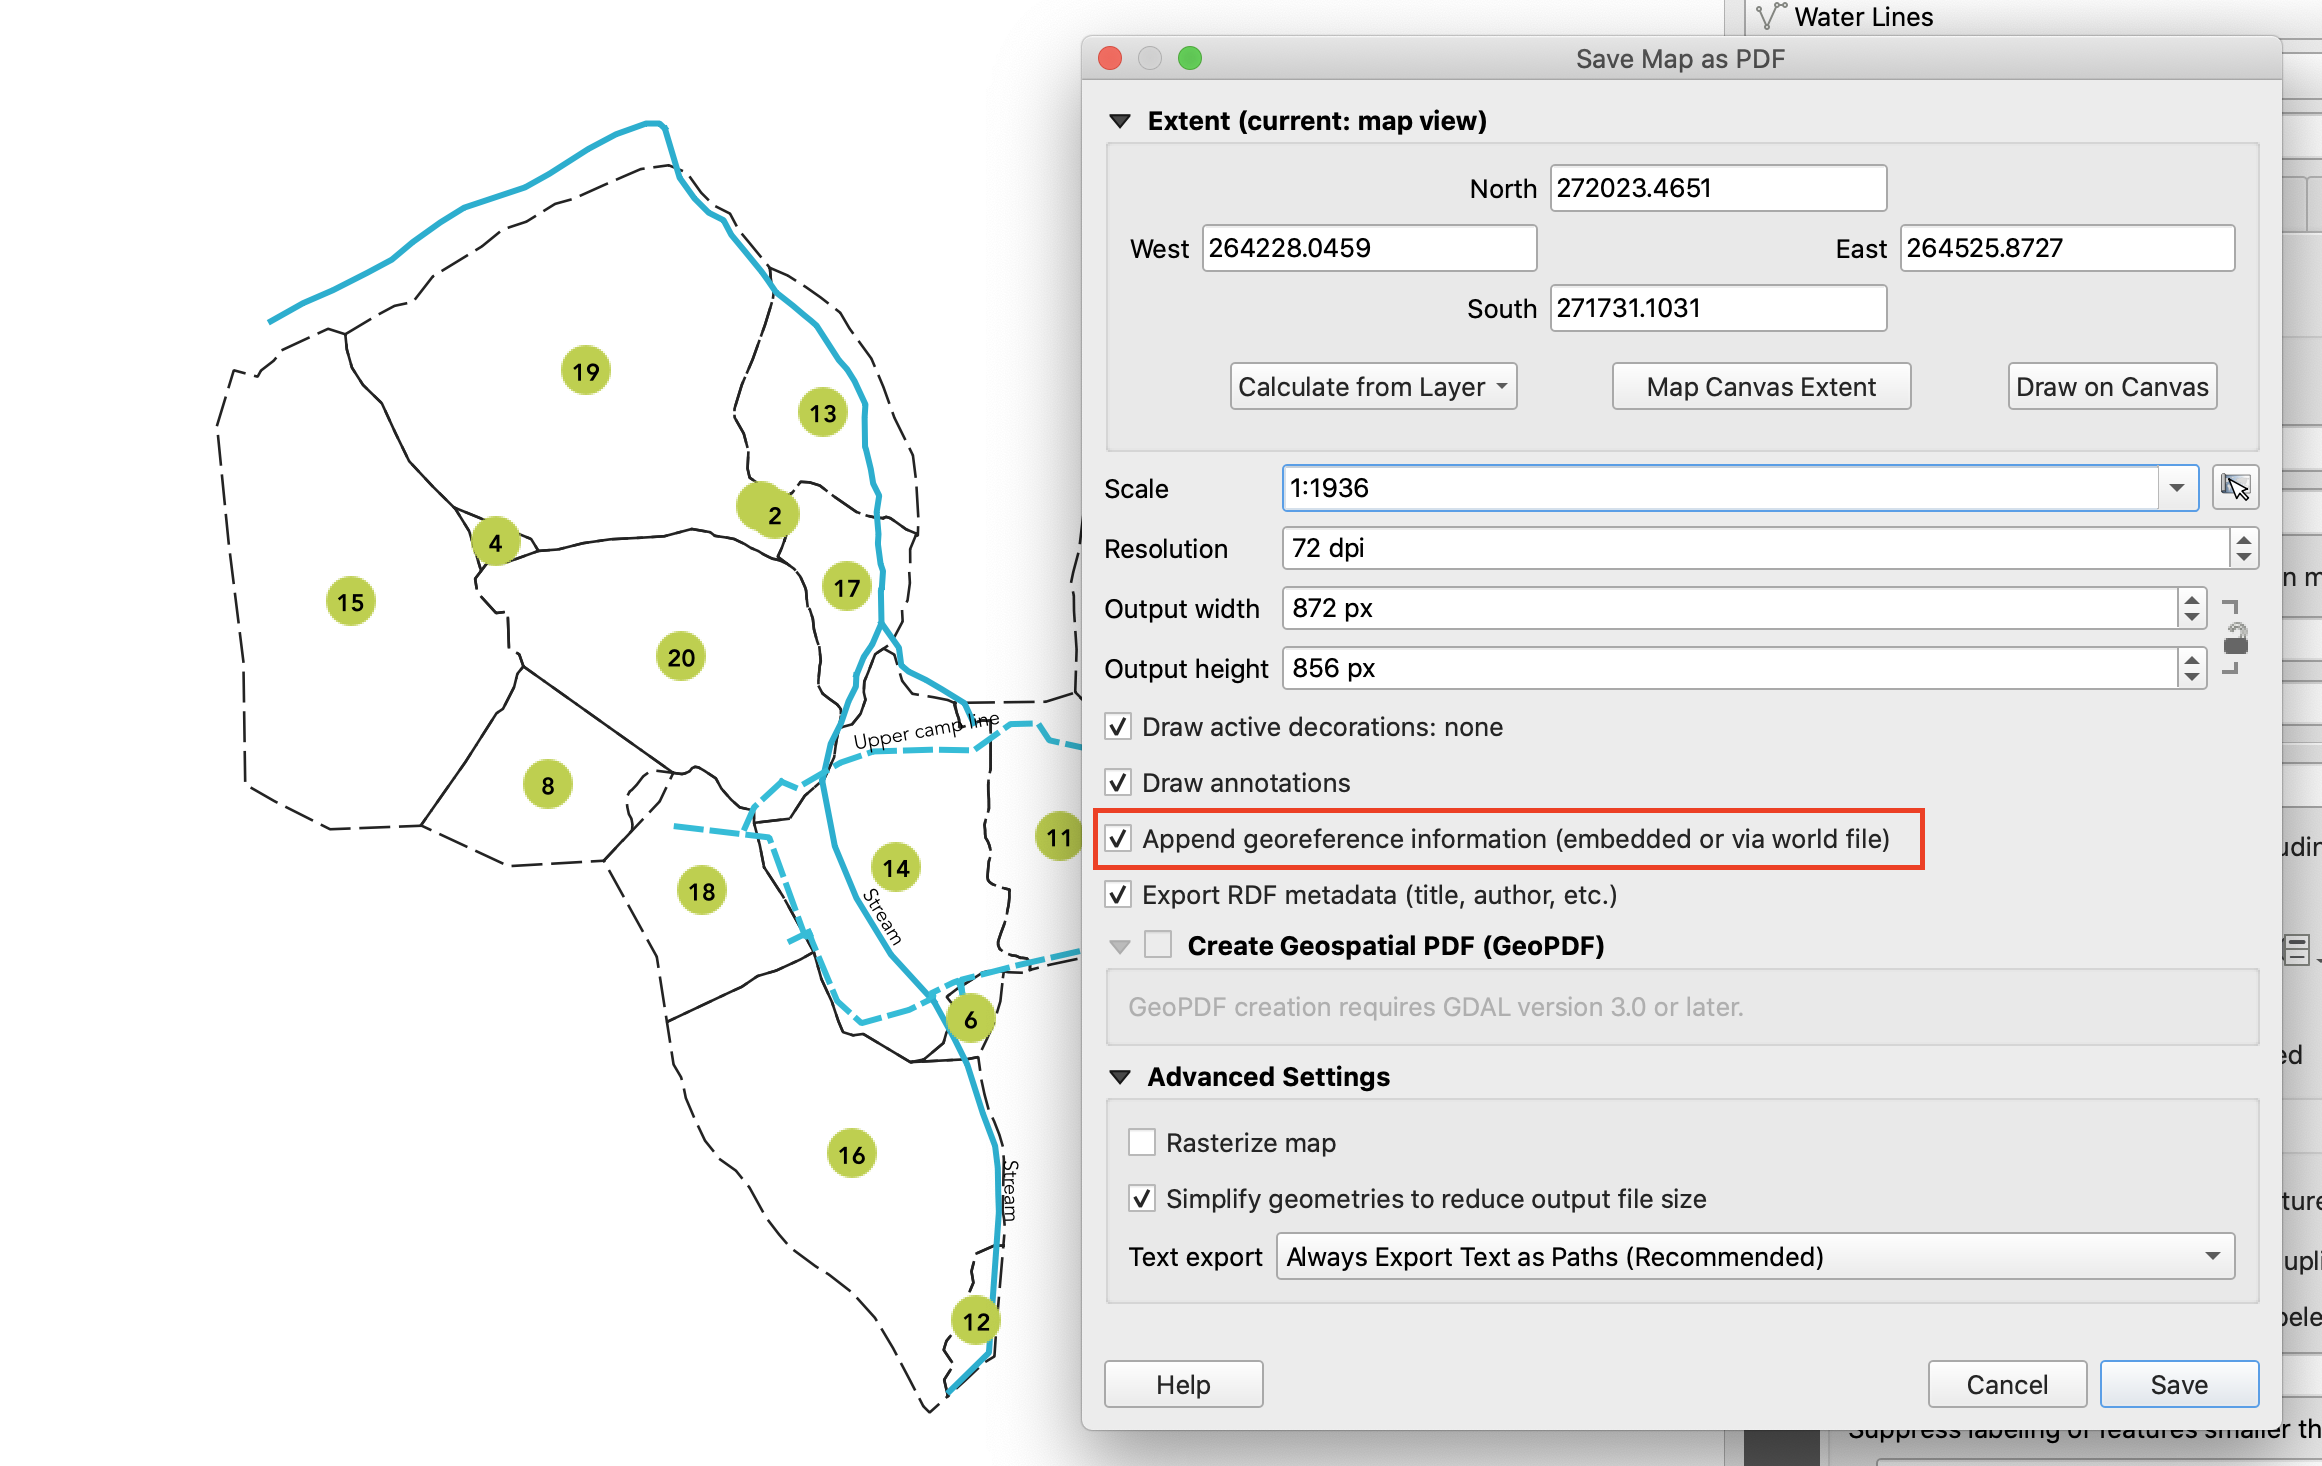 Water Lines
Save Map as PDF
Extent (current: map view)
North 272023.4651
West 264228.0459 East 264525.8727
South 271731.1031
Calculate from Layer Map Canvas Extent Draw on Canvas
Scale 1:1936
Resolution 72 dpi
Output width 872 px
Output height 856 px
Draw active decorations: none
Draw annotations
Append georeference information (embedded or via world file)
Export RDF metadata (title, author, etc.)
Create Geospatial PDF (GeoPDF)
GeoPDF creation requires GDAL version 3.0 or later.
Advanced Settings
Rasterize map
Simplify geometries to reduce output file size
Text export Always Export Text as Paths (Recommended)
Help Cancel Save
19
13
2
4
17
15
20
Upper camp line
8
11
14
18
Stream
6
16
Stream
12
Suppress labeling of features smaller th